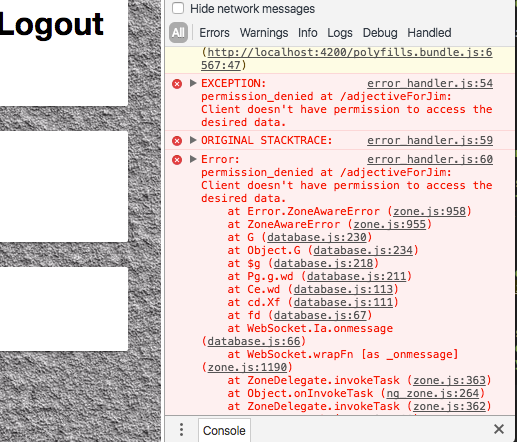 Logout
Hide network messages
All Errors Warnings Info Logs Debug Handled
(http://localhost:4200/polyfills.bundle.js:6
567:47)
EXCEPTION: error_handler.js:54
permission_denied at /adjectiveForJim:
Client doesn't have permission to access the
desired data.
ORIGINAL STACKTRACE: error_handler.js:59
Error: error_handler.js:60
permission_denied at /adjectiveForJim:
Client doesn't have permission to access the
desired data.
at Error.ZoneAwareError (zone.js:958)
at ZoneAwareError (zone.js:955)
at G (database.js:230)
at Object.G (database.js:234)
at $g (database.js:218)
at Pg.g.wd (database.js:211)
at Ce.wd (database.js:113)
at cd.Xf (database.js:111)
at fd (database.js:67)
at WebSocket.Ia.onmessage
(database.js:66)
at WebSocket.wrapFn [as _onmessage]
(zone.js:1190)
at ZoneDelegate.invokeTask (zone.js:363)
at Object.onInvokeTask (ng_zone.js:264)
at ZoneDelegate.invokeTask (zone.js:362)
Console